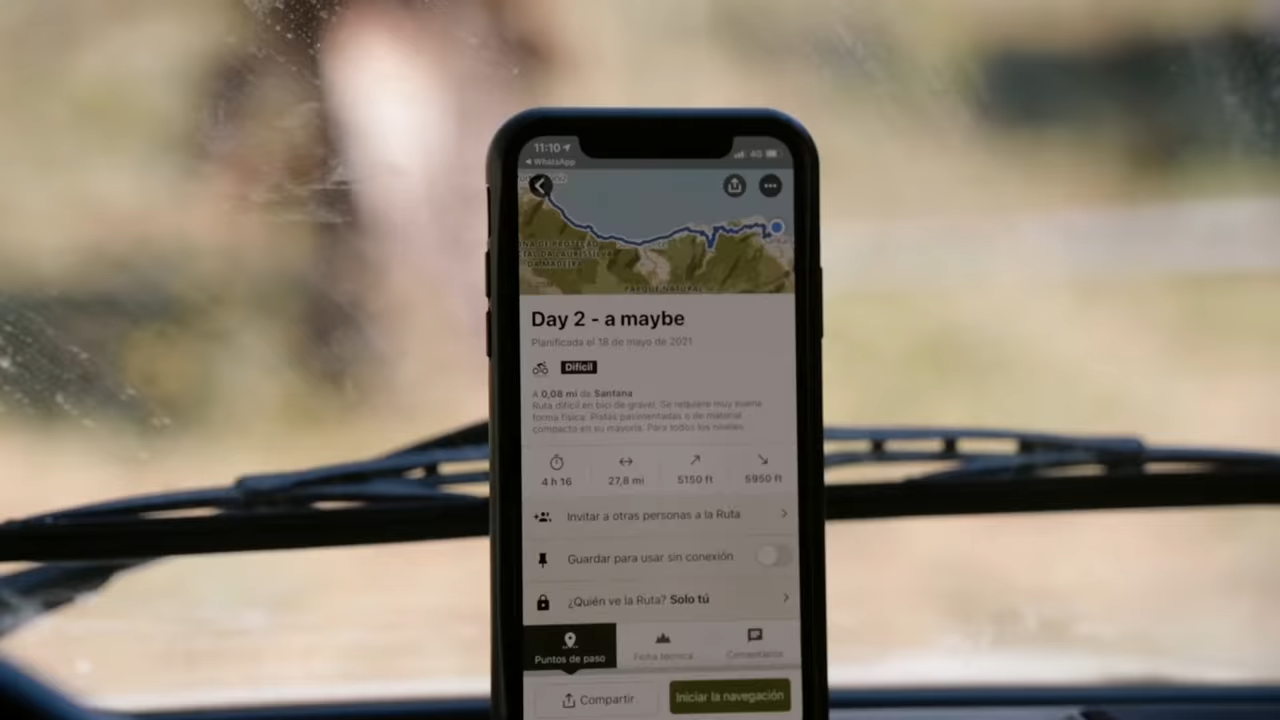 11:10
4G
WhatsApp
DA MADEIRA
PARQUE NATURAL
Day 2 - a maybe
Planificada el 18 de mayo de 2021
Difícil
A 0,08 mi de Santana
Ruta difícil en bici de gravel. Se requiere muy buena
forma física. Pistas pavimentadas o de material
compacto en su mayoría. Para todos los niveles.
4 h 16
27,8 mi
5150 ft
5950 ft
Invitar a otras personas a la Ruta
Guardar para usar sin conexión
¿Quién ve la Ruta? Solo tú
Puntos de paso
Ficha técnica
Comentarios
Compartir
Iniciar la navegación